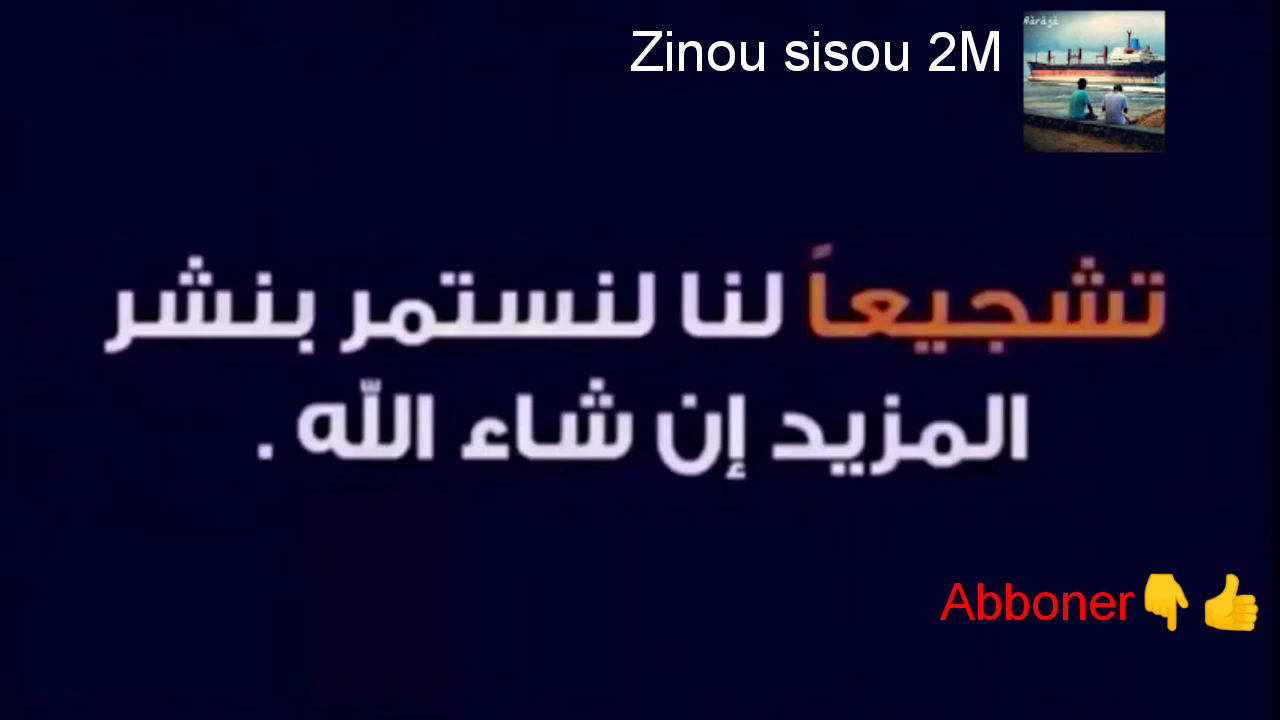 Zinou sisou 2M
تشجيعاً لنا لنستمر بنشر
المزيد إن شاء الله .
Abboner👇👍